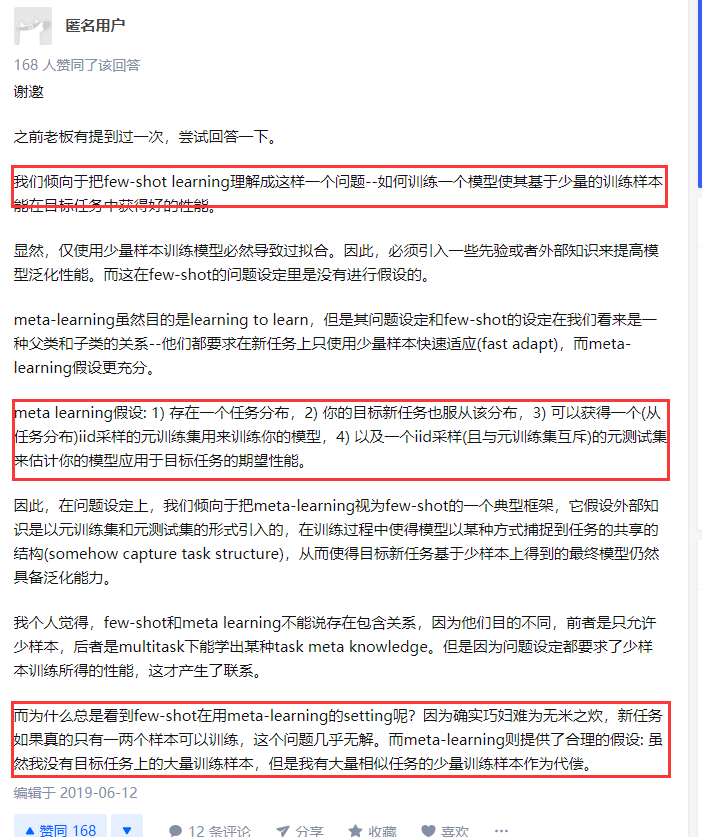 匿名用户
168 人赞同了该回答
谢邀
之前老板有提到过一次，尝试回答一下。
我们倾向于把few-shot learning理解成这样一个问题--如何训练一个模型使其基于少量的训练样本
能在目标任务中获得好的性能。
显然，仅使用少量样本训练模型必然导致过拟合。因此，必须引入一些先验或者外部知识来提高模
型泛化性能。而这在few-shot的问题设定里是没有进行假设的。
meta-learning虽然目的是learning to learn，但是其问题设定和few-shot的设定在我们看来是一
种父类和子类的关系--他们都要求在新任务上只使用少量样本快速适应(fast adapt)，而meta-
learning假设更充分。
meta learning假设: 1) 存在一个任务分布，2) 你的目标新任务也服从该分布，3) 可以获得一个(从
任务分布)iid采样的元训练集用来训练你的模型，4) 以及一个iid采样(且与元训练集互斥)的元测试集
来估计你的模型应用于目标任务的期望性能。
因此，在问题设定上，我们倾向于把meta-learning视为few-shot的一个典型框架，它假设外部知
识是以元训练集和元测试集的形式引入的，在训练过程中使得模型以某种方式捕捉到任务的共享的
结构(somehow capture task structure)，从而使得目标新任务基于少样本上得到的最终模型仍然
具备泛化能力。
我个人觉得，few-shot和meta learning不能说存在包含关系，因为他们目的不同，前者是只允许
少样本，后者是multitask下能学出某种task meta knowledge。但是因为问题设定都要求了少样
本训练所得的性能，这才产生了联系。
而为什么总是看到few-shot在用meta-learning的setting呢？因为确实巧妇难为无米之炊，新任务
如果真的只有一两个样本可以训练，这个问题几乎无解。而meta-learning则提供了合理的假设: 虽
然我没有目标任务上的大量训练样本，但是我有大量相似任务的少量训练样本作为代偿。
编辑于 2019-06-12
赞同 168 12 条评论 分享 收藏 喜欢